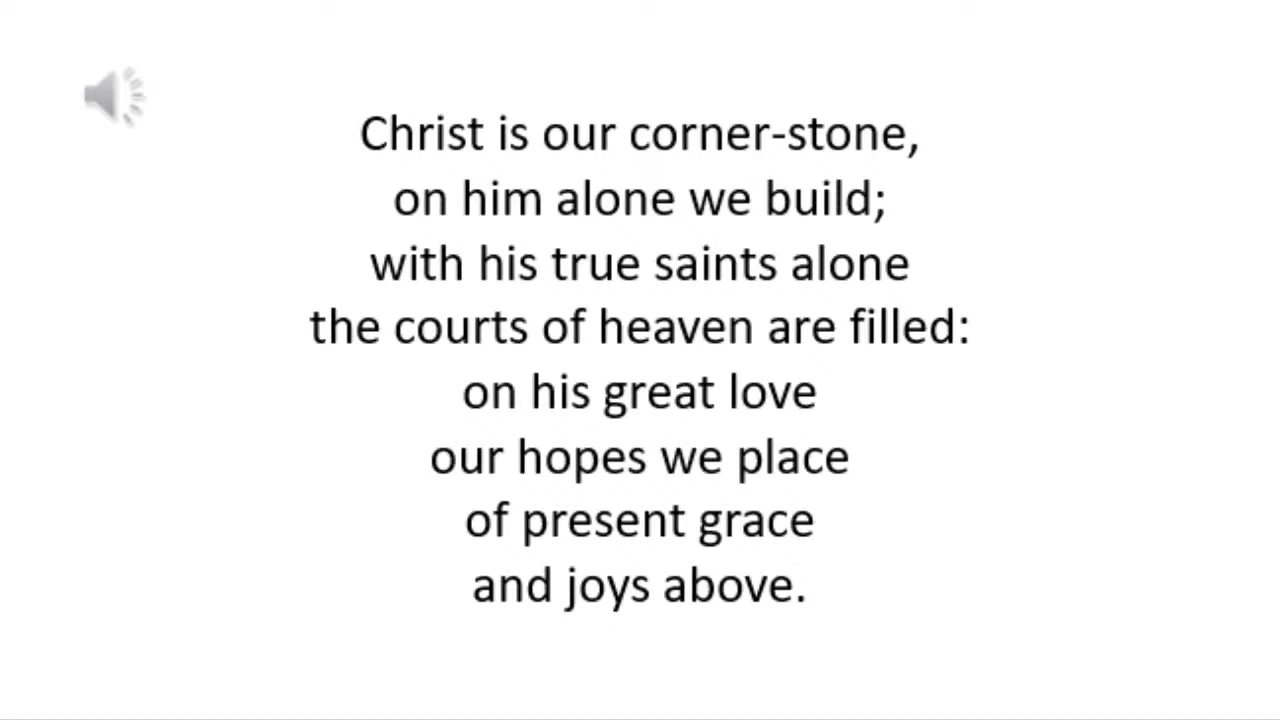 Christ is our corner-stone,
on him alone we build;
with his true saints alone
the courts of heaven are filled:
on his great love
our hopes we place
of present grace
and joys above.